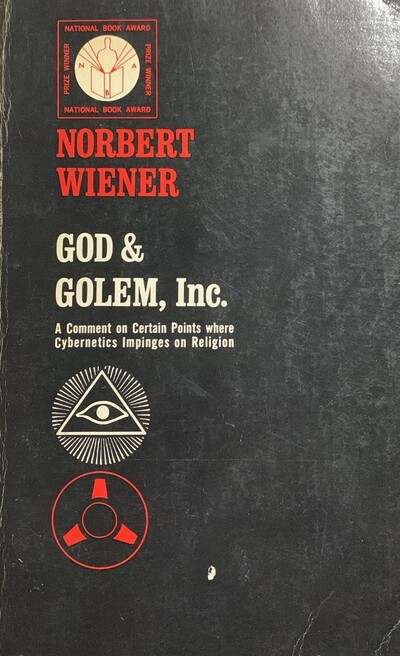 NATIONAL BOOK AWARD
PRIZE WINNER
N A
PRIZE WINNER
NATIONAL BOOK AWARD
NORBERT
WIENER
GOD &
GOLEM, Inc.
A Comment on Certain Points where
Cybernetics Impinges on Religion